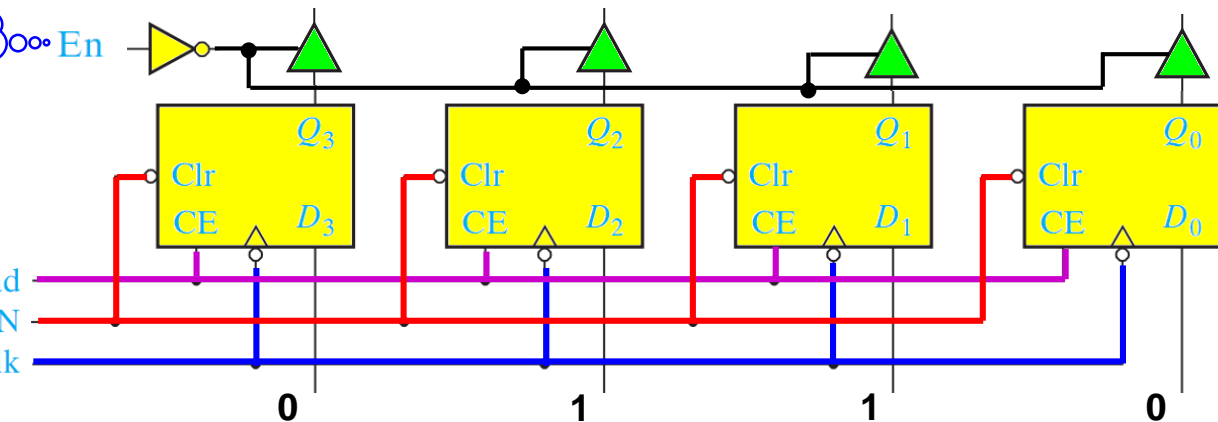 En
Q3 Q2 Q1 Q0
Clr Clr Clr Clr
CE D3 CE D2 CE D1 CE D0
d
N
lk
0 1 1 0